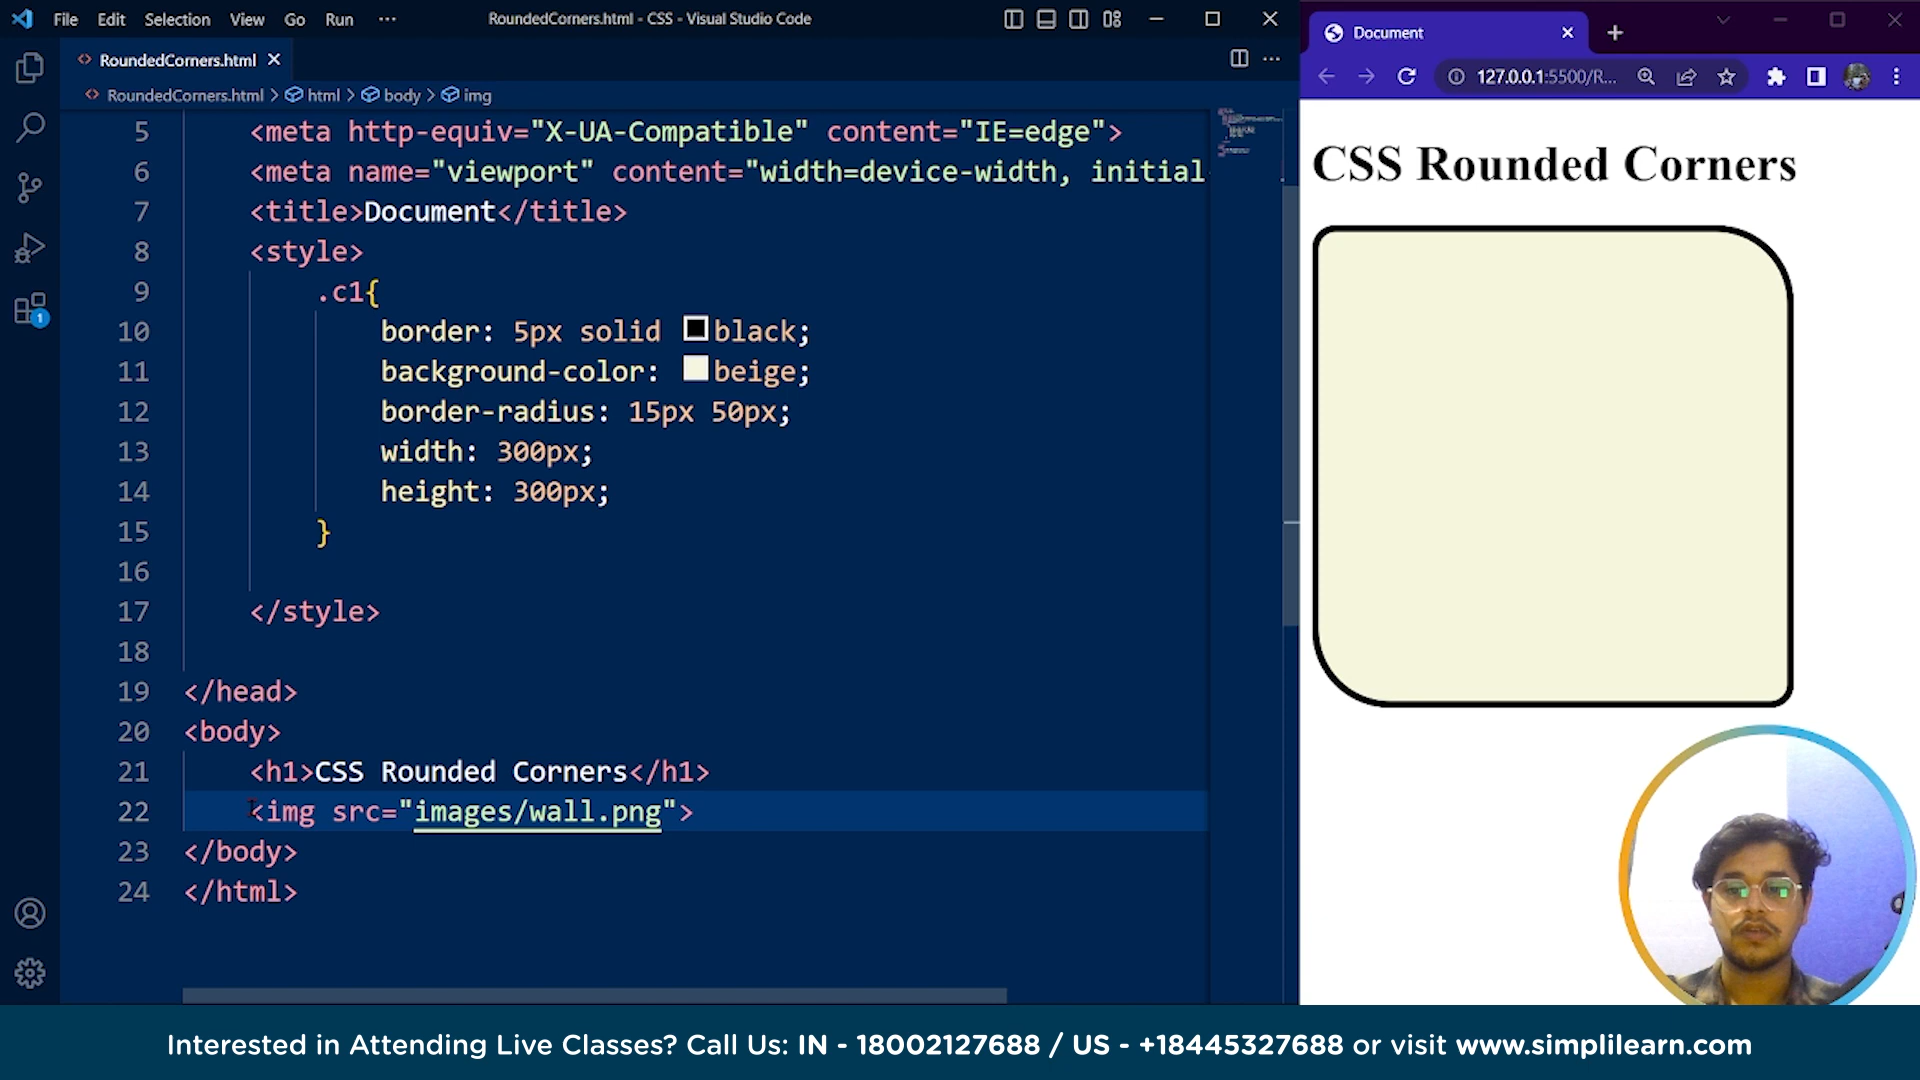 File Edit Selection View Go Run ··· RoundedCorners.html - CSS - Visual Studio Code
RoundedCorners.html
RoundedCorners.html > html > body > img
5 <meta http-equiv="X-UA-Compatible" content="IE=edge">
6 <meta name="viewport" content="width=device-width, initial
7 <title>Document</title>
8 <style>
9 .c1{
10 border: 5px solid black;
11 background-color: beige;
12 border-radius: 15px 50px;
13 width: 300px;
14 height: 300px;
15 }
16
17 </style>
18
19 </head>
20 <body>
21 <h1>CSS Rounded Corners</h1>
22 <img src="images/wall.png">
23 </body>
24 </html>
1
Document
127.0.0.1:5500/R...
CSS Rounded Corners
Interested in Attending Live Classes? Call Us: IN - 18002127688 / US - +18445327688 or visit www.simplilearn.com